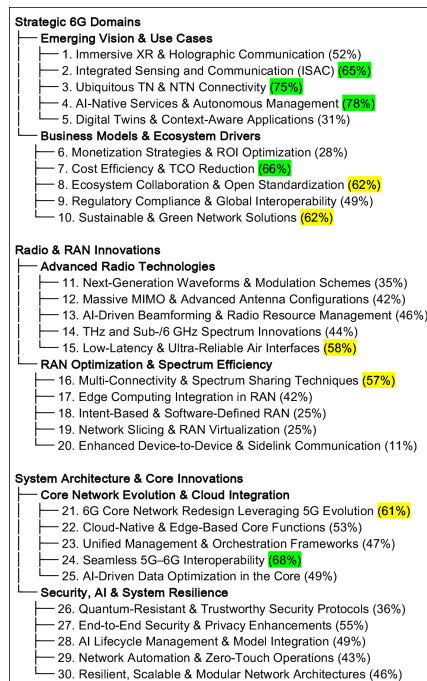 Strategic 6G Domains
├── Emerging Vision & Use Cases
│ ├── 1. Immersive XR & Holographic Communication (52%)
│ ├── 2. Integrated Sensing and Communication (ISAC) (65%)
│ ├── 3. Ubiquitous TN & NTN Connectivity (75%)
│ ├── 4. AI-Native Services & Autonomous Management (78%)
│ └── 5. Digital Twins & Context-Aware Applications (31%)
├── Business Models & Ecosystem Drivers
├── 6. Monetization Strategies & ROI Optimization (28%)
├── 7. Cost Efficiency & TCO Reduction (66%)
├── 8. Ecosystem Collaboration & Open Standardization (62%)
├── 9. Regulatory Compliance & Global Interoperability (49%)
└── 10. Sustainable & Green Network Solutions (62%)
Radio & RAN Innovations
├── Advanced Radio Technologies
│ ├── 11. Next-Generation Waveforms & Modulation Schemes (35%)
│ ├── 12. Massive MIMO & Advanced Antenna Configurations (42%)
│ ├── 13. AI-Driven Beamforming & Radio Resource Management (46%)
│ ├── 14. THz and Sub-/6 GHz Spectrum Innovations (44%)
│ └── 15. Low-Latency & Ultra-Reliable Air Interfaces (58%)
├── RAN Optimization & Spectrum Efficiency
├── 16. Multi-Connectivity & Spectrum Sharing Techniques (57%)
├── 17. Edge Computing Integration in RAN (42%)
├── 18. Intent-Based & Software-Defined RAN (25%)
├── 19. Network Slicing & RAN Virtualization (25%)
└── 20. Enhanced Device-to-Device & Sidelink Communication (11%)
System Architecture & Core Innovations
├── Core Network Evolution & Cloud Integration
│ ├── 21. 6G Core Network Redesign Leveraging 5G Evolution (61%)
│ ├── 22. Cloud-Native & Edge-Based Core Functions (53%)
│ ├── 23. Unified Management & Orchestration Frameworks (47%)
│ ├── 24. Seamless 5G–6G Interoperability (68%)
│ └── 25. AI-Driven Data Optimization in the Core (49%)
├── Security, AI & System Resilience
├── 26. Quantum-Resistant & Trustworthy Security Protocols (36%)
├── 27. End-to-End Security & Privacy Enhancements (55%)
├── 28. AI Lifecycle Management & Model Integration (49%)
├── 29. Network Automation & Zero-Touch Operations (43%)
└── 30. Resilient, Scalable & Modular Network Architectures (46%)